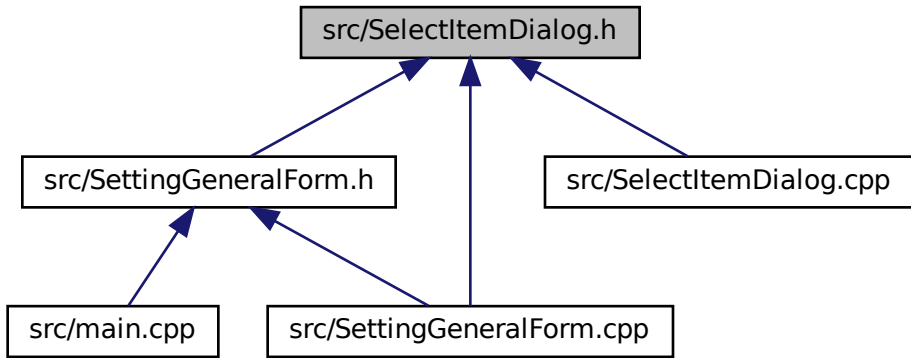 src/SelectItemDialog.h
src/SettingGeneralForm.h
src/SelectItemDialog.cpp
src/main.cpp
src/SettingGeneralForm.cpp